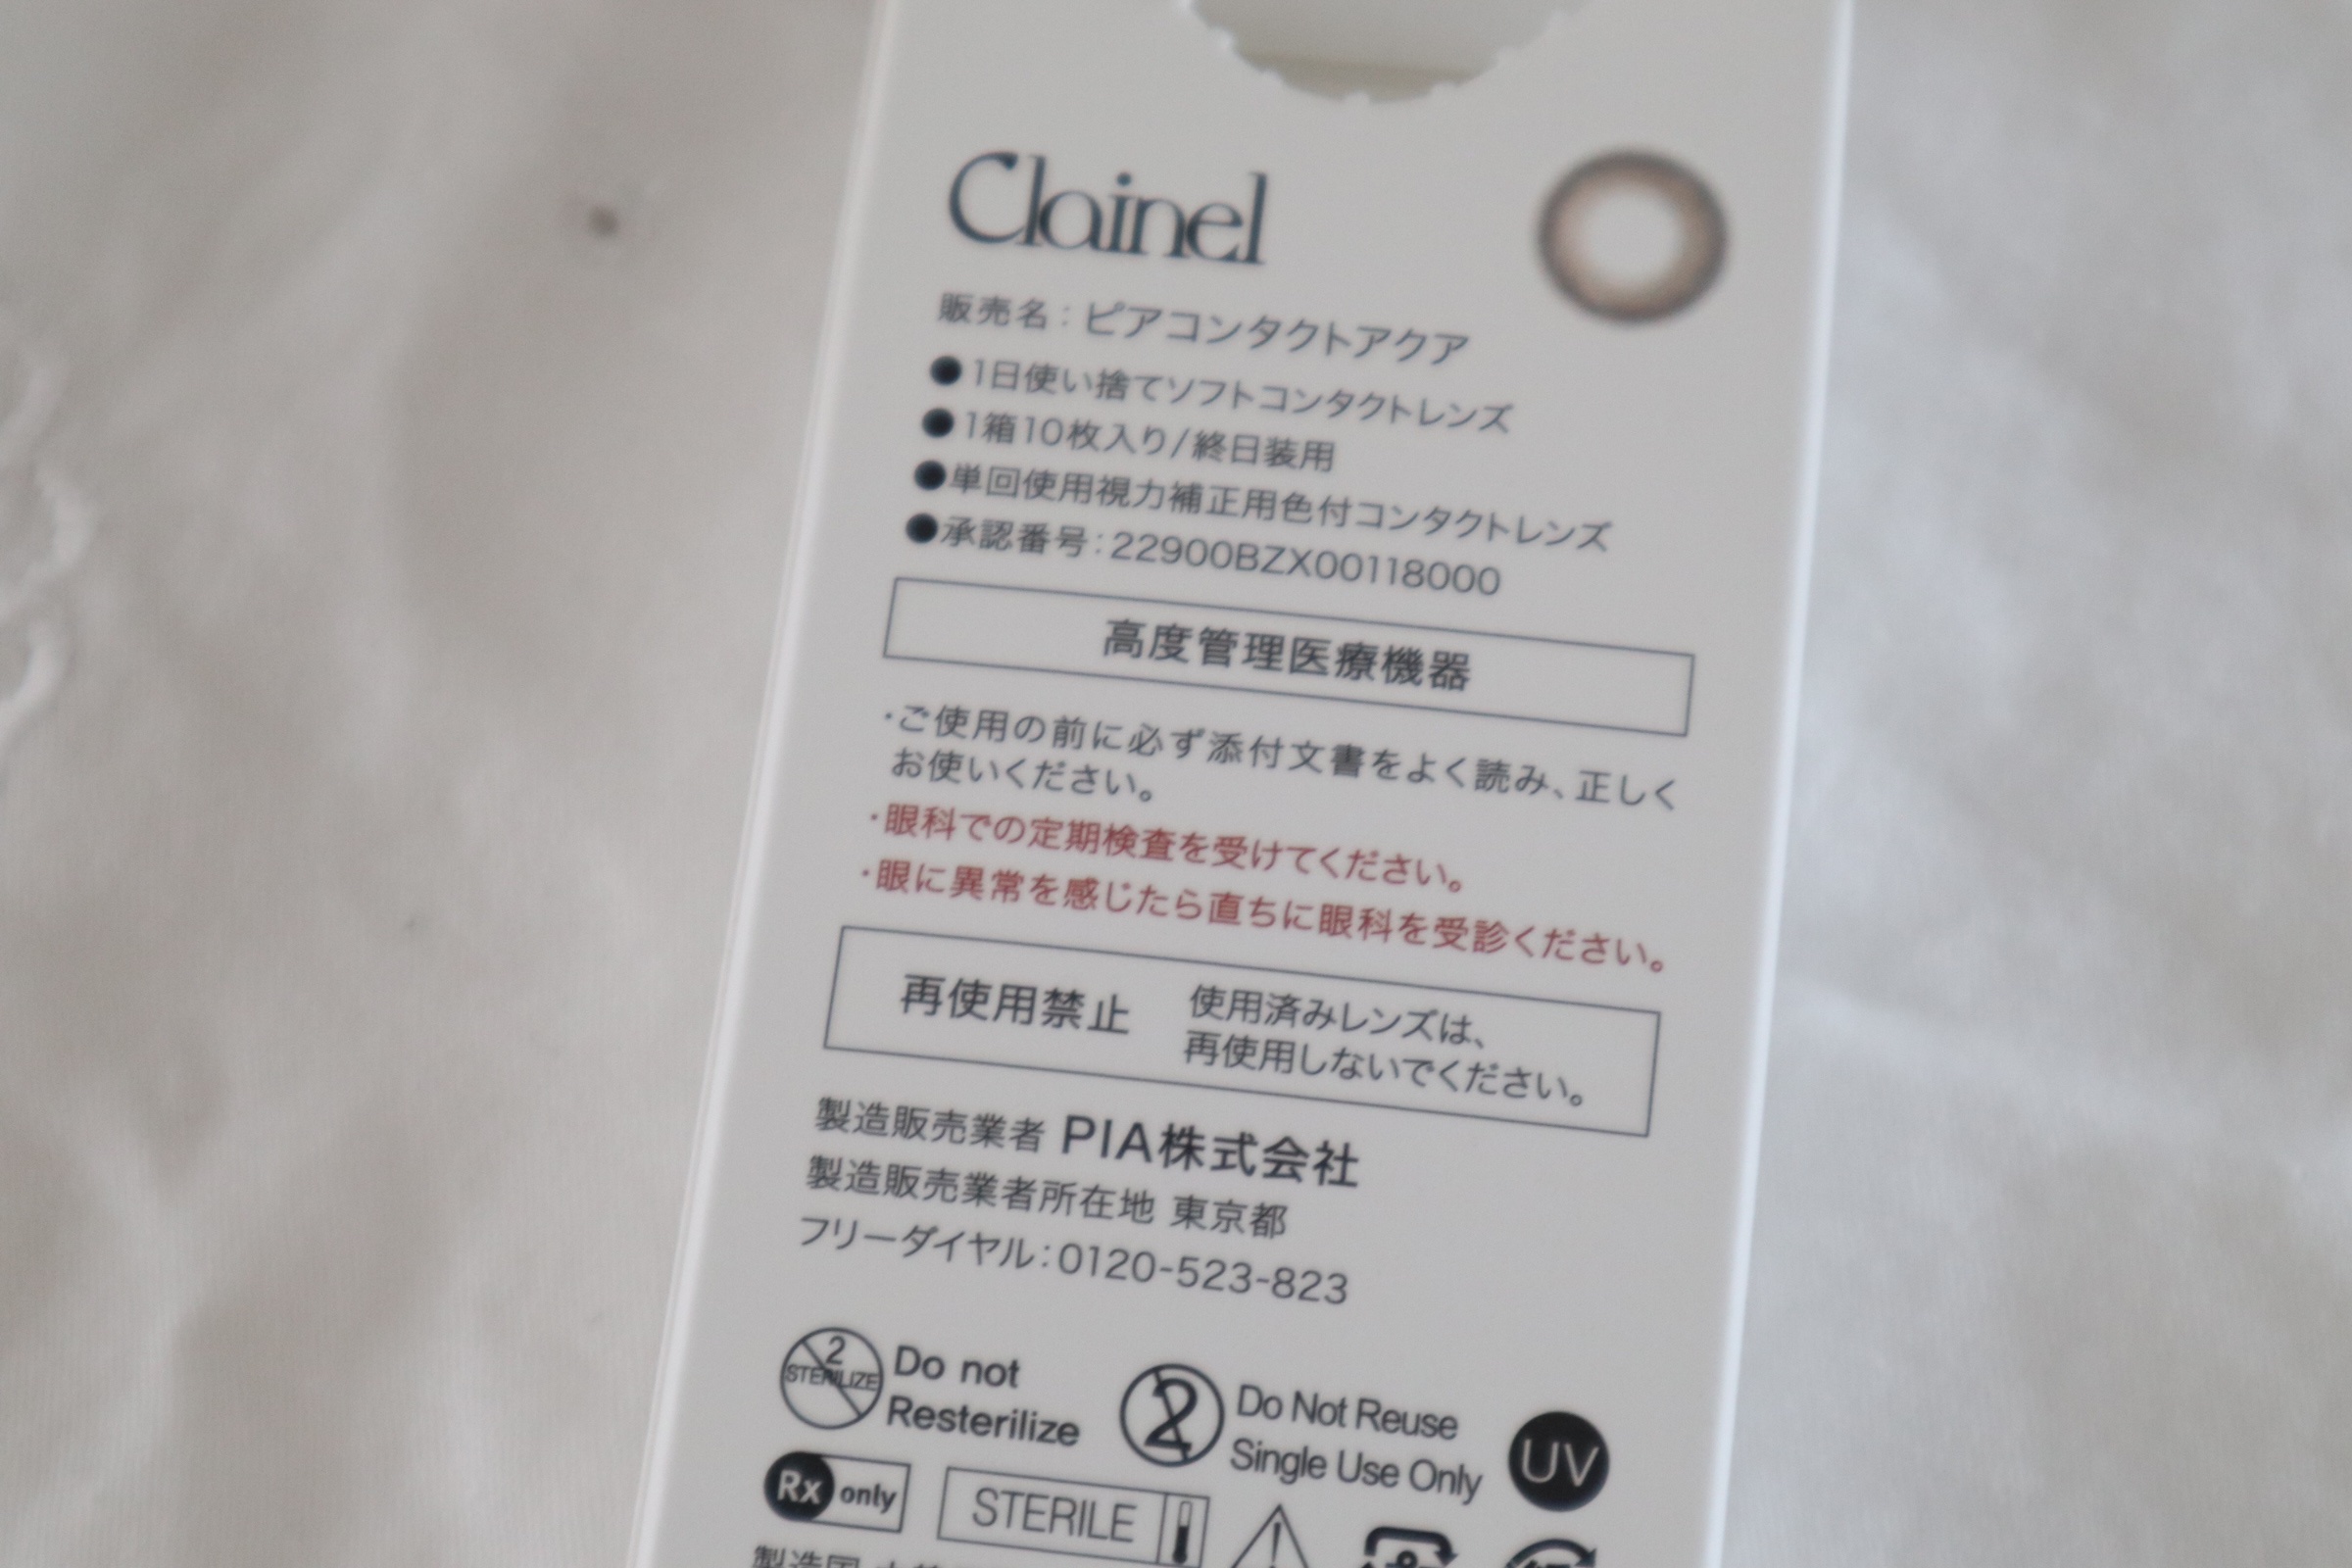 Clainel
販売名:ピアコンタクトアクア
●1日使い捨てソフトコンタクトレンズ
●1箱10枚入り/終日装用
●単回使用視力補正用色付コンタクトレンズ
●承認番号:22900BZX00118000
高度管理医療機器
・ご使用の前に必ず添付文書をよく読み、正しく
お使いください。
・眼科での定期検査を受けてください。
・眼に異常を感じたら直ちに眼科を受診ください。
再使用禁止
使用済みレンズは、
再使用しないでください。
製造販売業者 PIA株式会社
製造販売業者所在地 東京都
フリーダイヤル:0120-523-823
2
STERILIZE
Do not
Resterilize
2
Do Not Reuse
Single Use Only
UV
Rx only
STERILE
製造国